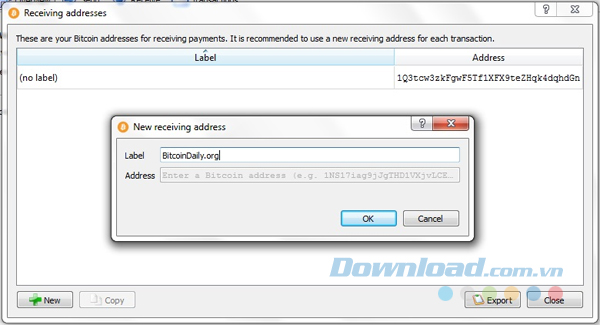 Receiving addresses
These are your Bitcoin addresses for receiving payments. It is recommended to use a new receiving address for each transaction.
Label Address
(no label) 1Q3tcw3zkFgwF5If1XFX9teZHqk4dqhdGn
New receiving address
Label BitcoinDaily.org
Address Enter a Bitcoin address (e.g. 1NS17iag9jJgTHD1VXjvLCE...
OK Cancel
Download.com.vn
New Copy Export Close